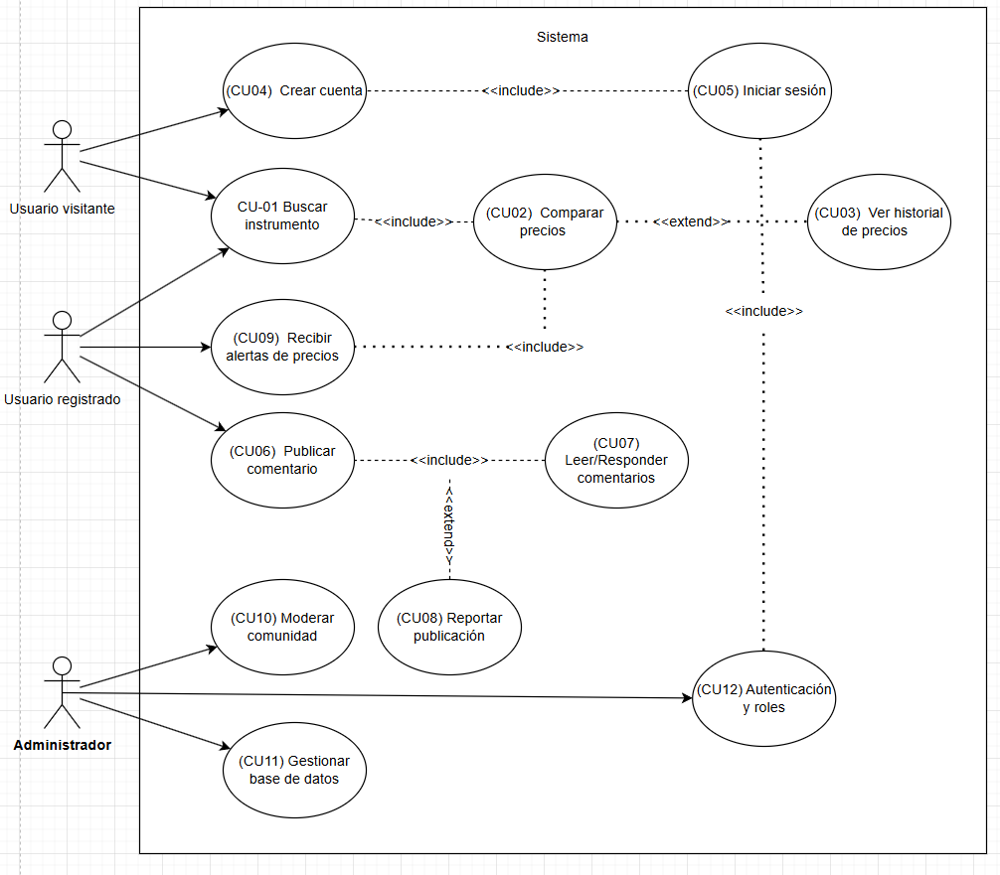 Sistema
(CU04) Crear cuenta
<<include>>
(CU05) Iniciar sesión
Usuario visitante
CU-01 Buscar
instrumento
<<include>>
(CU02) Comparar
precios
<<extend>>
(CU03) Ver historial
de precios
<<include>>
(CU09) Recibir
alertas de precios
<<include>>
Usuario registrado
(CU06) Publicar
comentario
<<include>>
(CU07)
Leer/Responder
comentarios
<<extend>>
(CU10) Moderar
comunidad
(CU08) Reportar
publicación
(CU12) Autenticación
y roles
Administrador
(CU11) Gestionar
base de datos